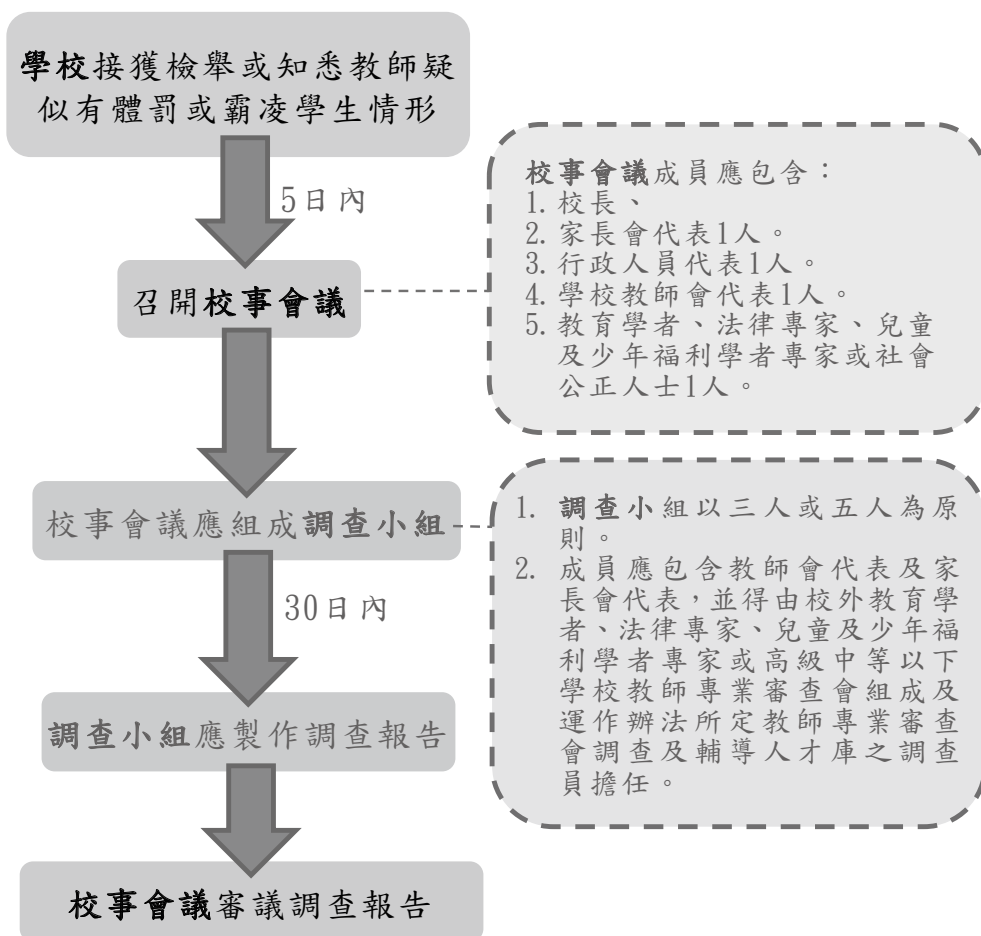 學校接獲檢舉或知悉教師疑
似有體罰或霸凌學生情形
5日內
召開校事會議
校事會議成員應包含：
1. 校長、
2. 家長會代表1人。
3. 行政人員代表1人。
4. 學校教師會代表1人。
5. 教育學者、法律專家、兒童
及少年福利學者專家或社會
公正人士1人。
校事會議應組成調查小組
1. 調查小組以三人或五人為原
則。
2. 成員應包含教師會代表及家
長會代表，並得由校外教育學
者、法律專家、兒童及少年福
利學者專家或高級中等以下
學校教師專業審查會組成及
運作辦法所定教師專業審查
會調查及輔導人才庫之調查
員擔任。
30日內
調查小組應製作調查報告
校事會議審議調查報告